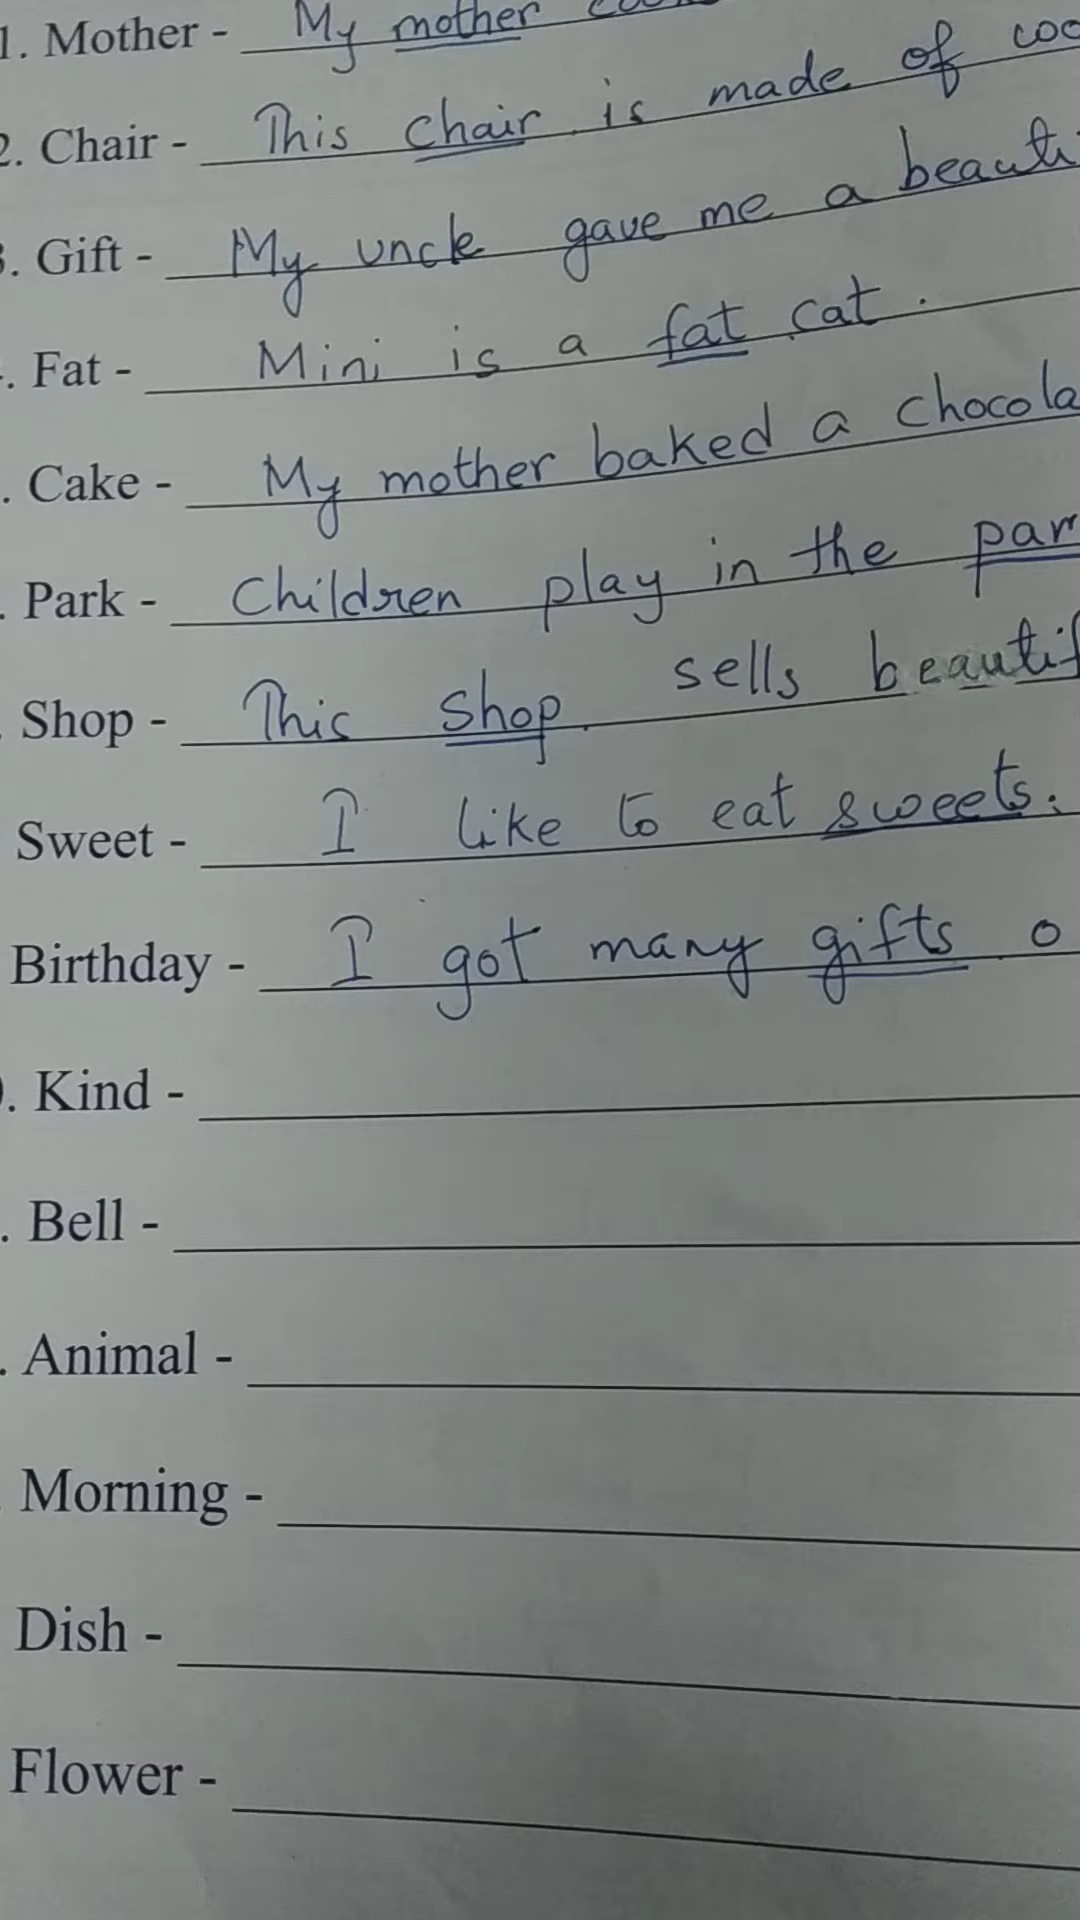 1. Mother - My mother
2. Chair - This chair is made of
. Gift - My uncle gave me a
. Fat - Mini is a fat cat.
. Cake - My mother baked a
. Park - Children play in the
. Shop - This shop sells
Sweet - I like to eat sweets.
Birthday - I got many gifts
. Kind -
. Bell -
. Animal -
Morning -
Dish -
Flower -